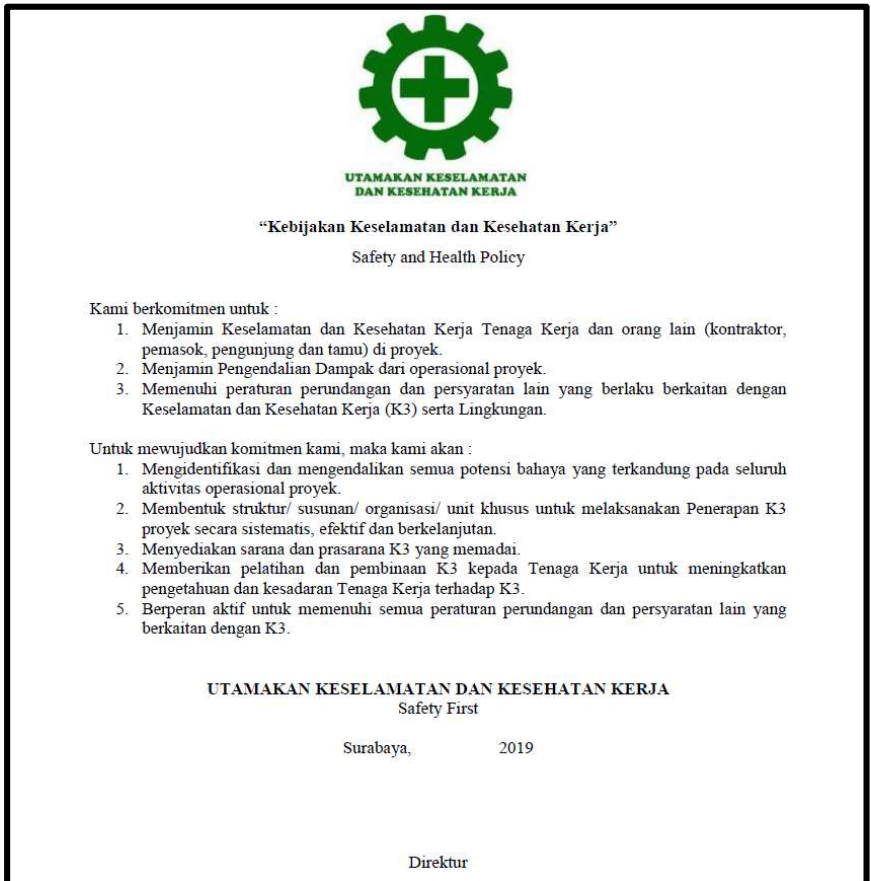 UTAMAKAN KESELAMATAN
DAN KESEHATAN KERJA
“Kebijakan Keselamatan dan Kesehatan Kerja”
Safety and Health Policy
Kami berkomitmen untuk :
1. Menjamin Keselamatan dan Kesehatan Kerja Tenaga Kerja dan orang lain (kontraktor,
pemasok, pengunjung dan tamu) di proyek.
2. Menjamin Pengendalian Dampak dari operasional proyek.
3. Memenuhi peraturan perundangan dan persyaratan lain yang berlaku berkaitan dengan
Keselamatan dan Kesehatan Kerja (K3) serta Lingkungan.
Untuk mewujudkan komitmen kami, maka kami akan :
1. Mengidentifikasi dan mengendalikan semua potensi bahaya yang terkandung pada seluruh
aktivitas operasional proyek.
2. Membentuk struktur/ susunan/ organisasi/ unit khusus untuk melaksanakan Penerapan K3
proyek secara sistematis, efektif dan berkelanjutan.
3. Menyediakan sarana dan prasarana K3 yang memadai.
4. Memberikan pelatihan dan pembinaan K3 kepada Tenaga Kerja untuk meningkatkan
pengetahuan dan kesadaran Tenaga Kerja terhadap K3.
5. Berperan aktif untuk memenuhi semua peraturan perundangan dan persyaratan lain yang
berkaitan dengan K3.
UTAMAKAN KESELAMATAN DAN KESEHATAN KERJA
Safety First
Surabaya, 2019
Direktur